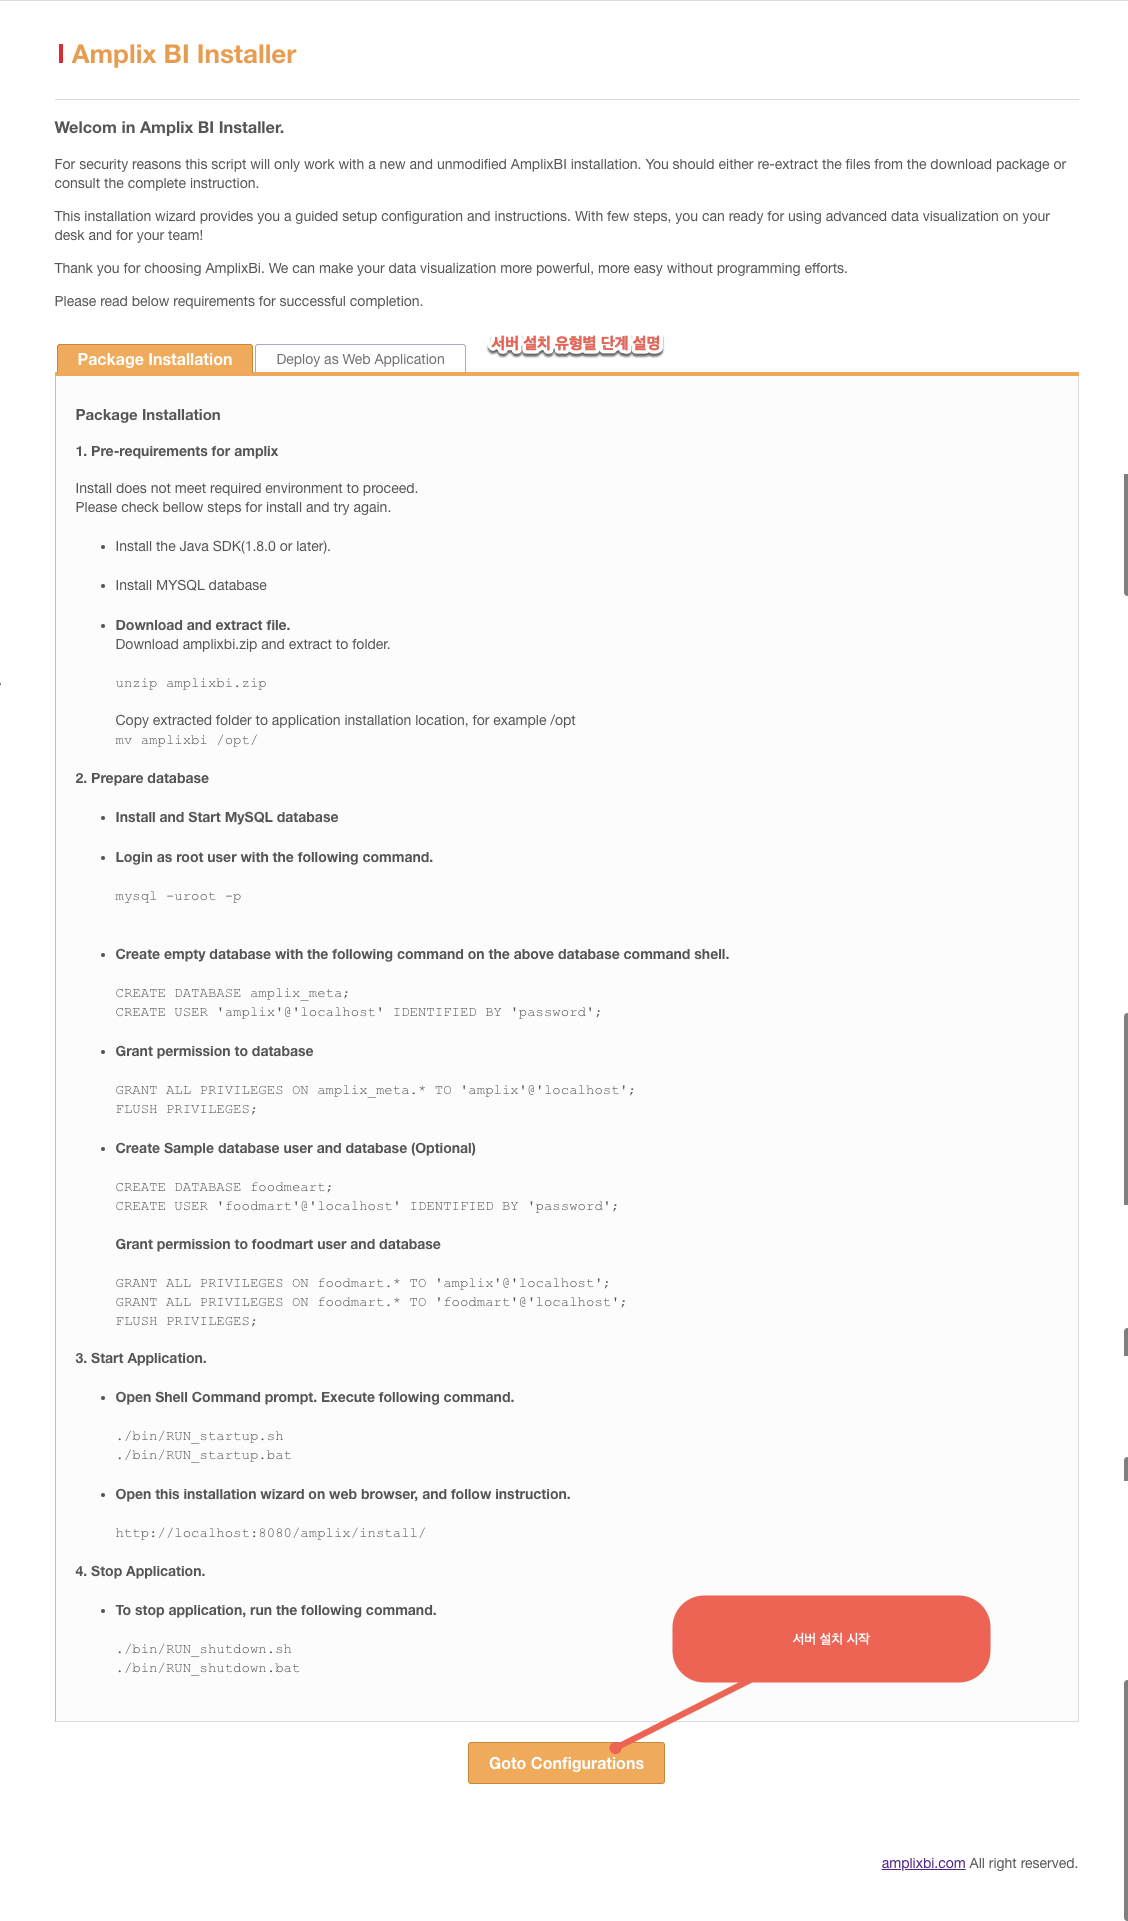 Amplix BI Installer
Welcom in Amplix BI Installer.
For security reasons this script will only work with a new and unmodified AmplixBI installation. You should either re-extract the files from the download package or
consult the complete instruction.
This installation wizard provides you a guided setup configuration and instructions. With few steps, you can ready for using advanced data visualization on your
desk and for your team!
Thank you for choosing AmplixBi. We can make your data visualization more powerful, more easy without programming efforts.
Please read below requirements for successful completion.
서버 설치 유형별 단계 설명
Package Installation
Deploy as Web Application
Package Installation
1. Pre-requirements for amplix
Install does not meet required environment to proceed.
Please check bellow steps for install and try again.
• Install the Java SDK(1.8.0 or later).
• Install MYSQL database
• Download and extract file.
Download amplixbi.zip and extract to folder.
unzip amplixbi.zip
Copy extracted folder to application installation location, for example /opt
mv amplixbi /opt/
2. Prepare database
• Install and Start MySQL database
• Login as root user with the following command.
mysql -uroot -p
• Create empty database with the following command on the above database command shell.
CREATE DATABASE amplix_meta;
CREATE USER 'amplix'@'localhost' IDENTIFIED BY 'password';
• Grant permission to database
GRANT ALL PRIVILEGES ON amplix_meta.* TO 'amplix'@'localhost';
FLUSH PRIVILEGES;
• Create Sample database user and database (Optional)
CREATE DATABASE foodmeart;
CREATE USER 'foodmart'@'localhost' IDENTIFIED BY 'password';
Grant permission to foodmart user and database
GRANT ALL PRIVILEGES ON foodmart.* TO 'amplix'@'localhost';
GRANT ALL PRIVILEGES ON foodmart.* TO 'foodmart'@'localhost';
FLUSH PRIVILEGES;
3. Start Application.
• Open Shell Command prompt. Execute following command.
./bin/RUN_startup.sh
./bin/RUN_startup.bat
• Open this installation wizard on web browser, and follow instruction.
http://localhost:8080/amplix/install/
4. Stop Application.
• To stop application, run the following command.
./bin/RUN_shutdown.sh
./bin/RUN_shutdown.bat
서버 설치 시작
Goto Configurations
amplixbi.com All right reserved.